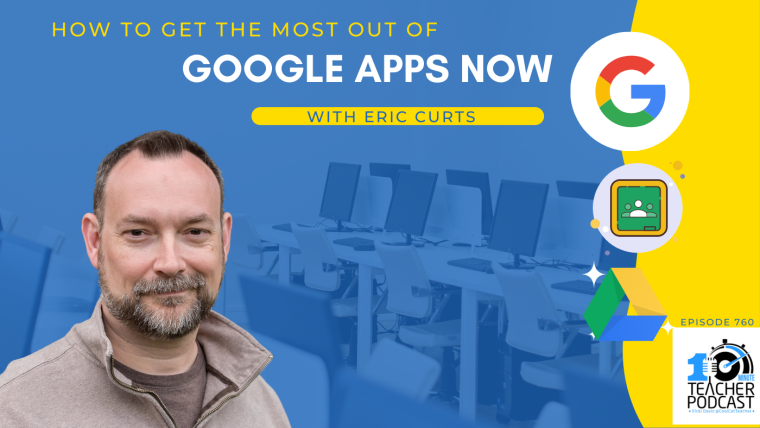 HOW TO GET THE MOST OUT OF
GOOGLE APPS NOW
WITH ERIC CURTS
EPISODE 760
10
MINUTE
TEACHER
PODCAST